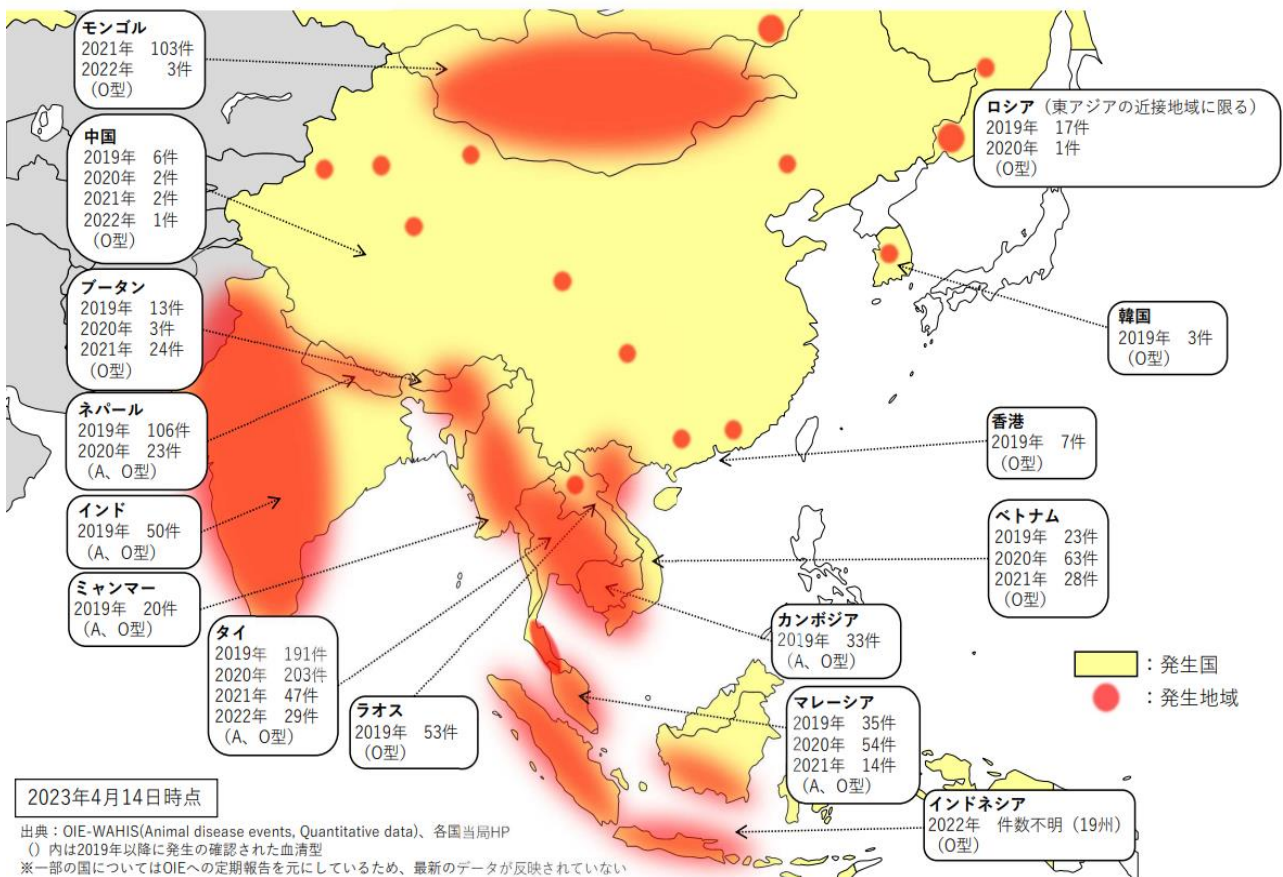 モンゴル
2021年 103件
2022年 3件
(O型)
中国
2019年 6件
2020年 2件
2021年 2件
2022年 1件
(O型)
ブータン
2019年 13件
2020年 3件
2021年 24件
(O型)
ネパール
2019年 106件
2020年 23件
(A、O型)
インド
2019年 50件
(A、O型)
ミャンマー
2019年 20件
(A、O型)
タイ
2019年 191件
2020年 203件
2021年 47件
2022年 29件
(A、O型)
ラオス
2019年 53件
(O型)
ロシア（東アジアの近接地域に限る）
2019年 17件
2020年 1件
(O型)
韓国
2019年 3件
(O型)
香港
2019年 7件
(O型)
ベトナム
2019年 23件
2020年 63件
2021年 28件
(O型)
カンボジア
2019年 33件
(A、O型)
マレーシア
2019年 35件
2020年 54件
2021年 14件
(A、O型)
インドネシア
2022年 件数不明（19州）
(O型)
：発生国
：発生地域
2023年4月14日時点
出典：OIE-WAHIS(Animal disease events, Quantitative data)、各国当局HP
（）内は2019年以降に発生の確認された血清型
※一部の国についてはOIEへの定期報告を元にしているため、最新のデータが反映されていない